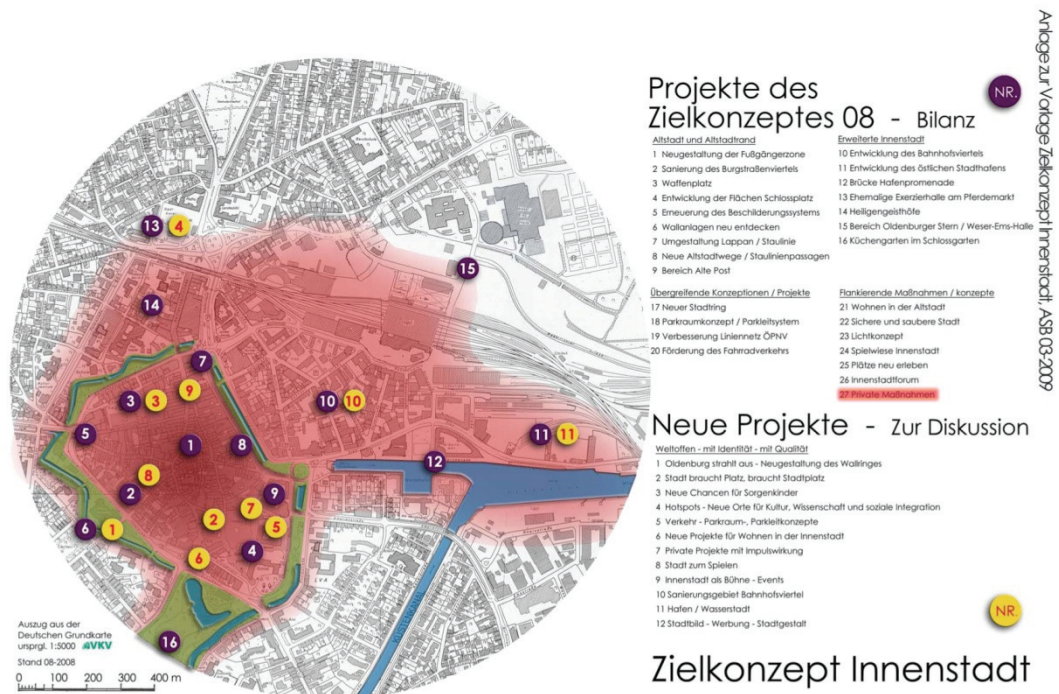 Anlage zur Vorlage Zielkonzept Innenstadt, ASB 03-2009
Projekte des
Zielkonzeptes 08 - Bilanz
NR.
Altstadt und Altstadtrand
1 Neugestaltung der Fußgängerzone
2 Sanierung des Burgstraßenviertels
3 Waffenplatz
4 Entwicklung der Flächen Schlossplatz
5 Erneuerung des Beschilderungssystems
6 Wallanlagen neu entdecken
7 Umgestaltung Lappan / Staulinie
8 Neue Altstadtwege / Staulinienpassagen
9 Bereich Alte Post
Erweiterte Innenstadt
10 Entwicklung des Bahnhofsviertels
11 Entwicklung des östlichen Stadthafens
12 Brücke Hafenpromenade
13 Ehemalige Exerzierhalle am Pferdemarkt
14 Heiligengeisthöfe
15 Bereich Oldenburger Stern / Weser-Ems-Halle
16 Küchengarten im Schlossgarten
Übergreifende Konzeptionen / Projekte
17 Neuer Stadtring
18 Parkraumkonzept / Parkleitsystem
19 Verbesserung Liniennetz ÖPNV
20 Förderung des Fahrradverkehrs
Flankierende Maßnahmen / konzepte
21 Wohnen in der Altstadt
22 Sichere und saubere Stadt
23 Lichtkonzept
24 Spielwiese Innenstadt
25 Plätze neu erleben
26 Innenstadtforum
27 Private Maßnahmen
Neue Projekte - Zur Diskussion
Weltoffen - mit Identität - mit Qualität
1 Oldenburg strahlt aus - Neugestaltung des Wallringes
2 Stadt braucht Platz, braucht Stadtplatz
3 Neue Chancen für Sorgenkinder
4 Hotspots - Neue Orte für Kultur, Wissenschaft und soziale Integration
5 Verkehr - Parkraum-, Parkleitkonzepte
6 Neue Projekte für Wohnen in der Innenstadt
7 Private Projekte mit Impulswirkung
8 Stadt zum Spielen
9 Innenstadt als Bühne - Events
10 Sanierungsgebiet Bahnhofsviertel
11 Hafen / Wasserstadt
12 Stadtbild - Werbung - Stadtgestalt
NR.
Zielkonzept Innenstadt
13 4
15
14
7
9
3 3 10 10
5 1 8 11 11
12
8
2 9
7
2
6 1 5
4
6
16
Auszug aus der
Deutschen Grundkarte
ursprgl. 1:5000 VKV
Stand 08-2008
0 100 200 400 m